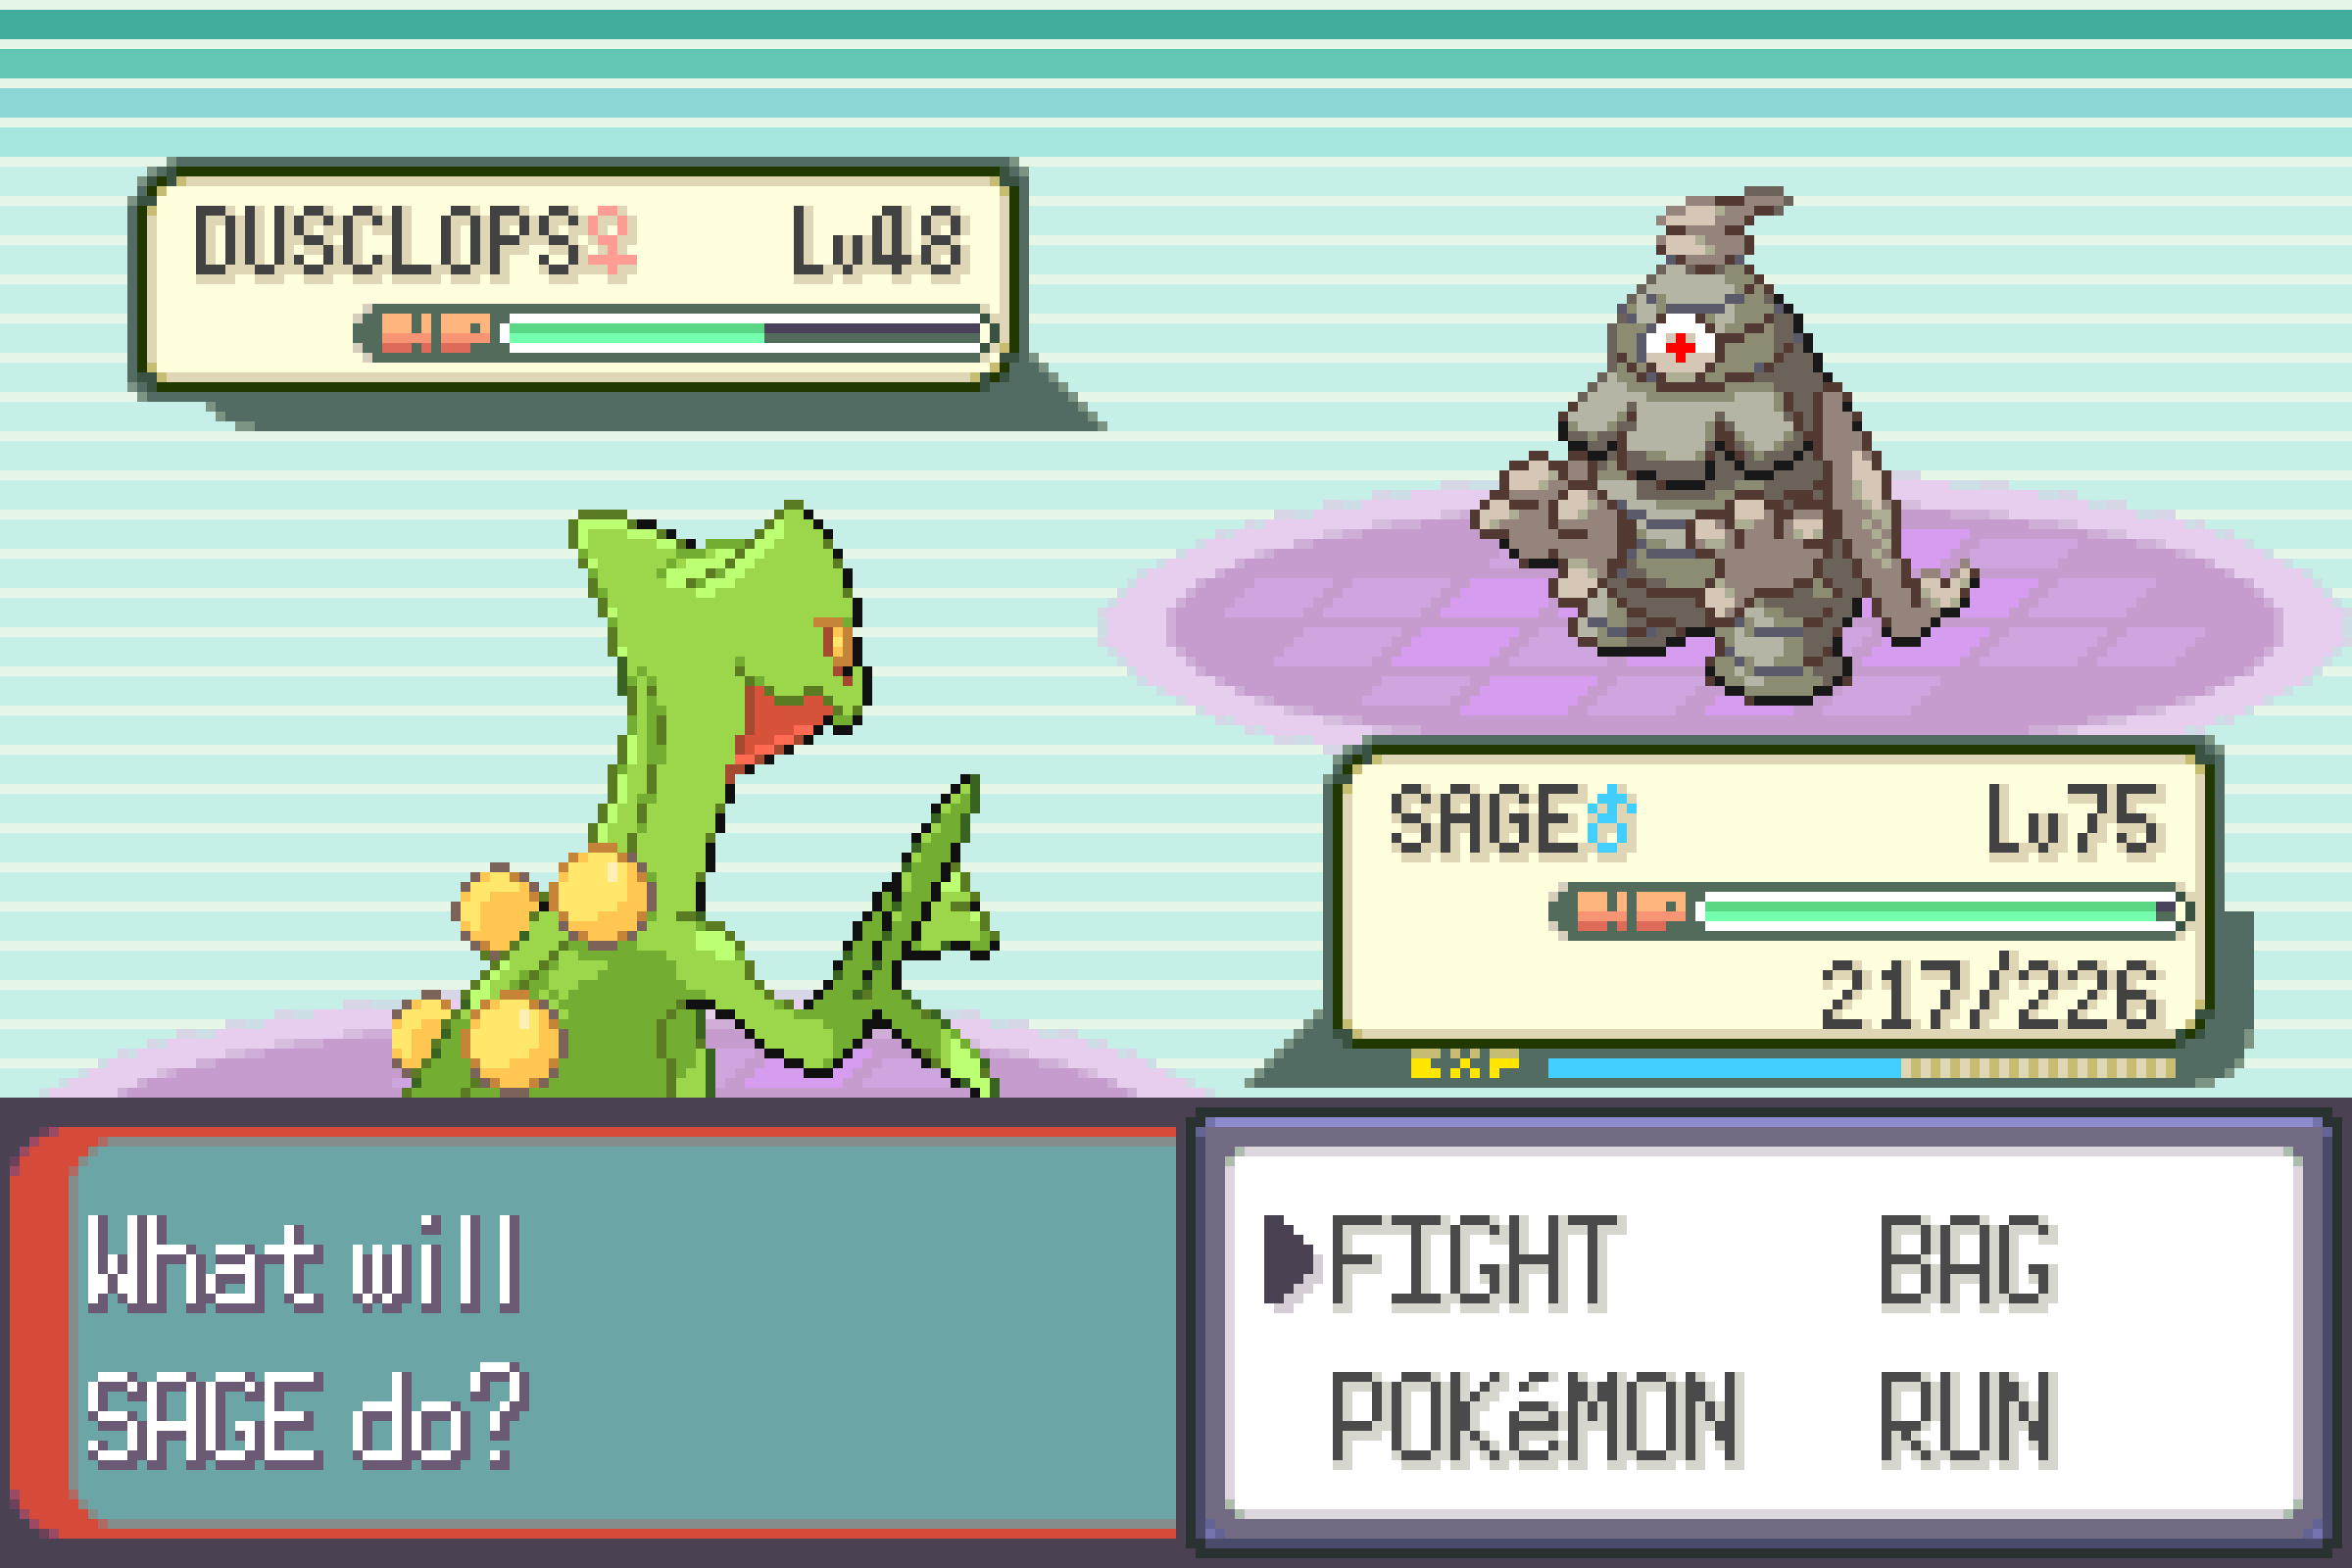 DUSCLOPS♀ Lv48
HP
SAGE♂ Lv75
HP
217/226
EXP
What will
SAGE do?
▶FIGHT BAG
POKéMON RUN